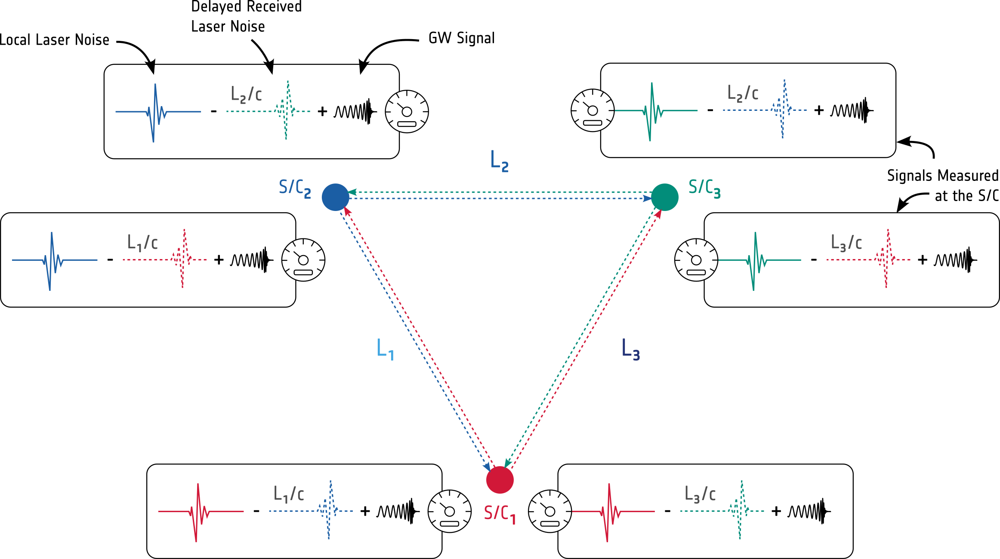 Delayed Received
Laser Noise
Local Laser Noise
GW Signal
L2/c
-
+
L2/c
-
+
L2
Signals Measured
at the S/C
S/C2
S/C3
L1/c
-
+
L3/c
-
+
L1
L3
L1/c
-
+
S/C1
L3/c
-
+